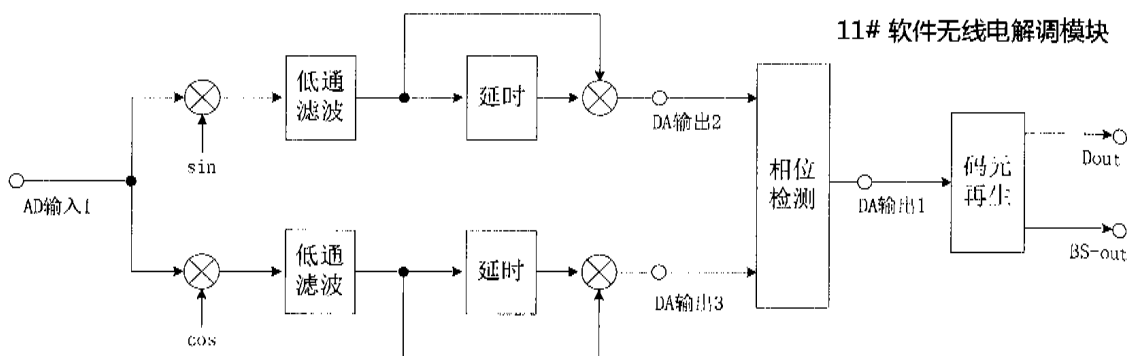 11# 软件无线电解调模块
低通
滤波
延时
DA输出2
sin
AD输入1
相位
检测
DA输出1
码元
再生
Dout
BS-out
低通
滤波
延时
DA输出3
cos